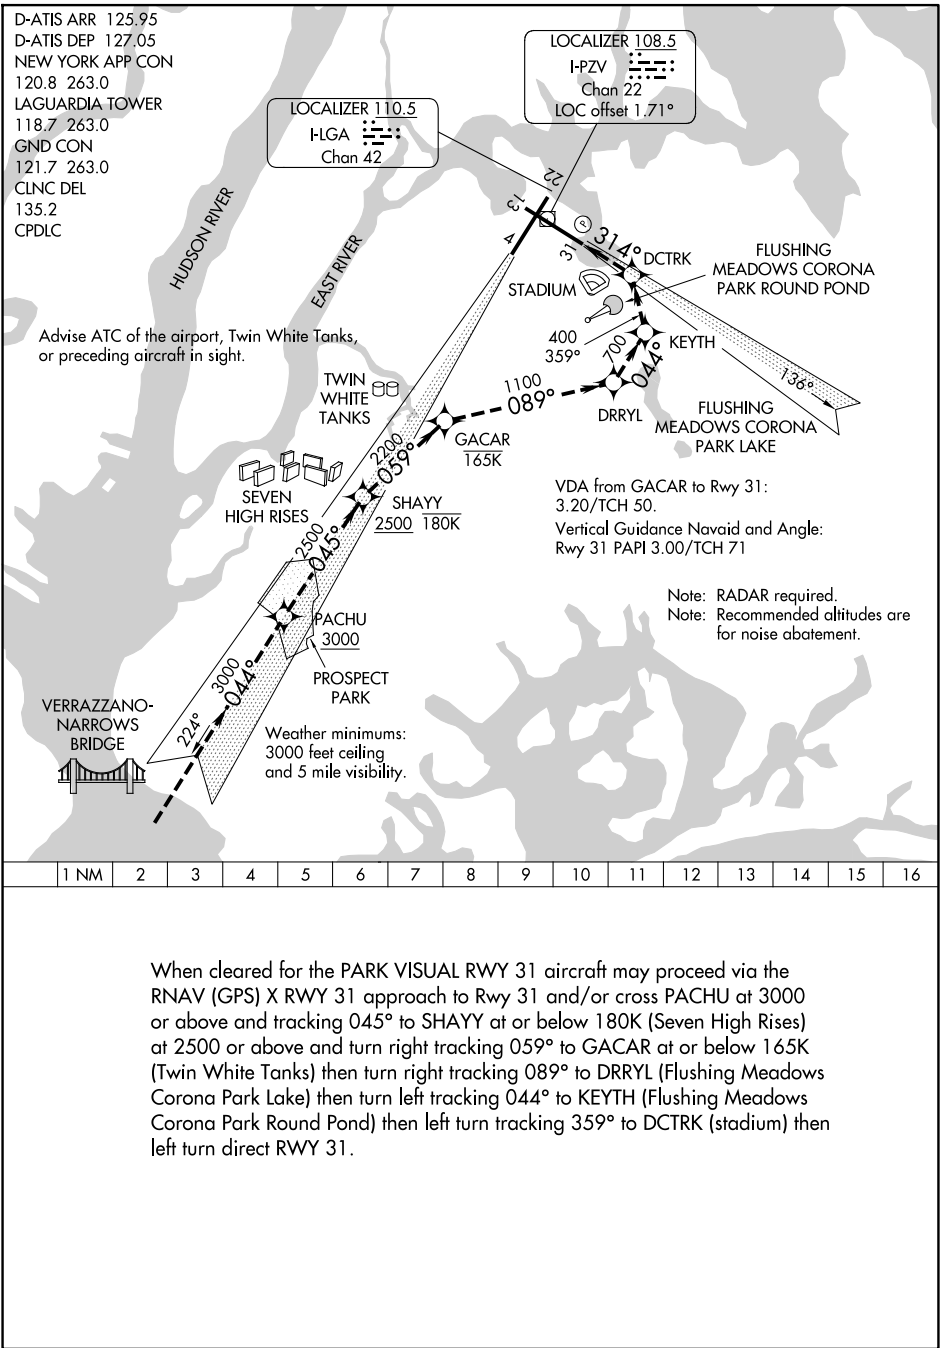 D-ATIS ARR 125.95
D-ATIS DEP 127.05
NEW YORK APP CON
120.8 263.0
LAGUARDIA TOWER
118.7 263.0
GND CON
121.7 263.0
CLNC DEL
135.2
CPDLC
LOCALIZER 110.5
I-LGA
Chan 42
LOCALIZER 108.5
I-PZV
Chan 22
LOC offset 1.71°
HUDSON RIVER
EAST RIVER
22
13
4
31
P
314°
DCTRK
STADIUM
FLUSHING
MEADOWS CORONA
PARK ROUND POND
Advise ATC of the airport, Twin White Tanks,
or preceding aircraft in sight.
400
359°
KEYTH
700
044°
136°
TWIN
WHITE
TANKS
1100
089°
DRRYL
FLUSHING
MEADOWS CORONA
PARK LAKE
GACAR
165K
2200
059°
SEVEN
HIGH RISES
SHAYY
2500 180K
VDA from GACAR to Rwy 31:
3.20/TCH 50.
Vertical Guidance Navaid and Angle:
Rwy 31 PAPI 3.00/TCH 71
2500
045°
Note: RADAR required.
Note: Recommended altitudes are
for noise abatement.
PACHU
3000
PROSPECT
PARK
3000
044°
224°
VERRAZZANO-
NARROWS
BRIDGE
Weather minimums:
3000 feet ceiling
and 5 mile visibility.
1 NM 2 3 4 5 6 7 8 9 10 11 12 13 14 15 16
When cleared for the PARK VISUAL RWY 31 aircraft may proceed via the
RNAV (GPS) X RWY 31 approach to Rwy 31 and/or cross PACHU at 3000
or above and tracking 045° to SHAYY at or below 180K (Seven High Rises)
at 2500 or above and turn right tracking 059° to GACAR at or below 165K
(Twin White Tanks) then turn right tracking 089° to DRRYL (Flushing Meadows
Corona Park Lake) then turn left tracking 044° to KEYTH (Flushing Meadows
Corona Park Round Pond) then left turn tracking 359° to DCTRK (stadium) then
left turn direct RWY 31.